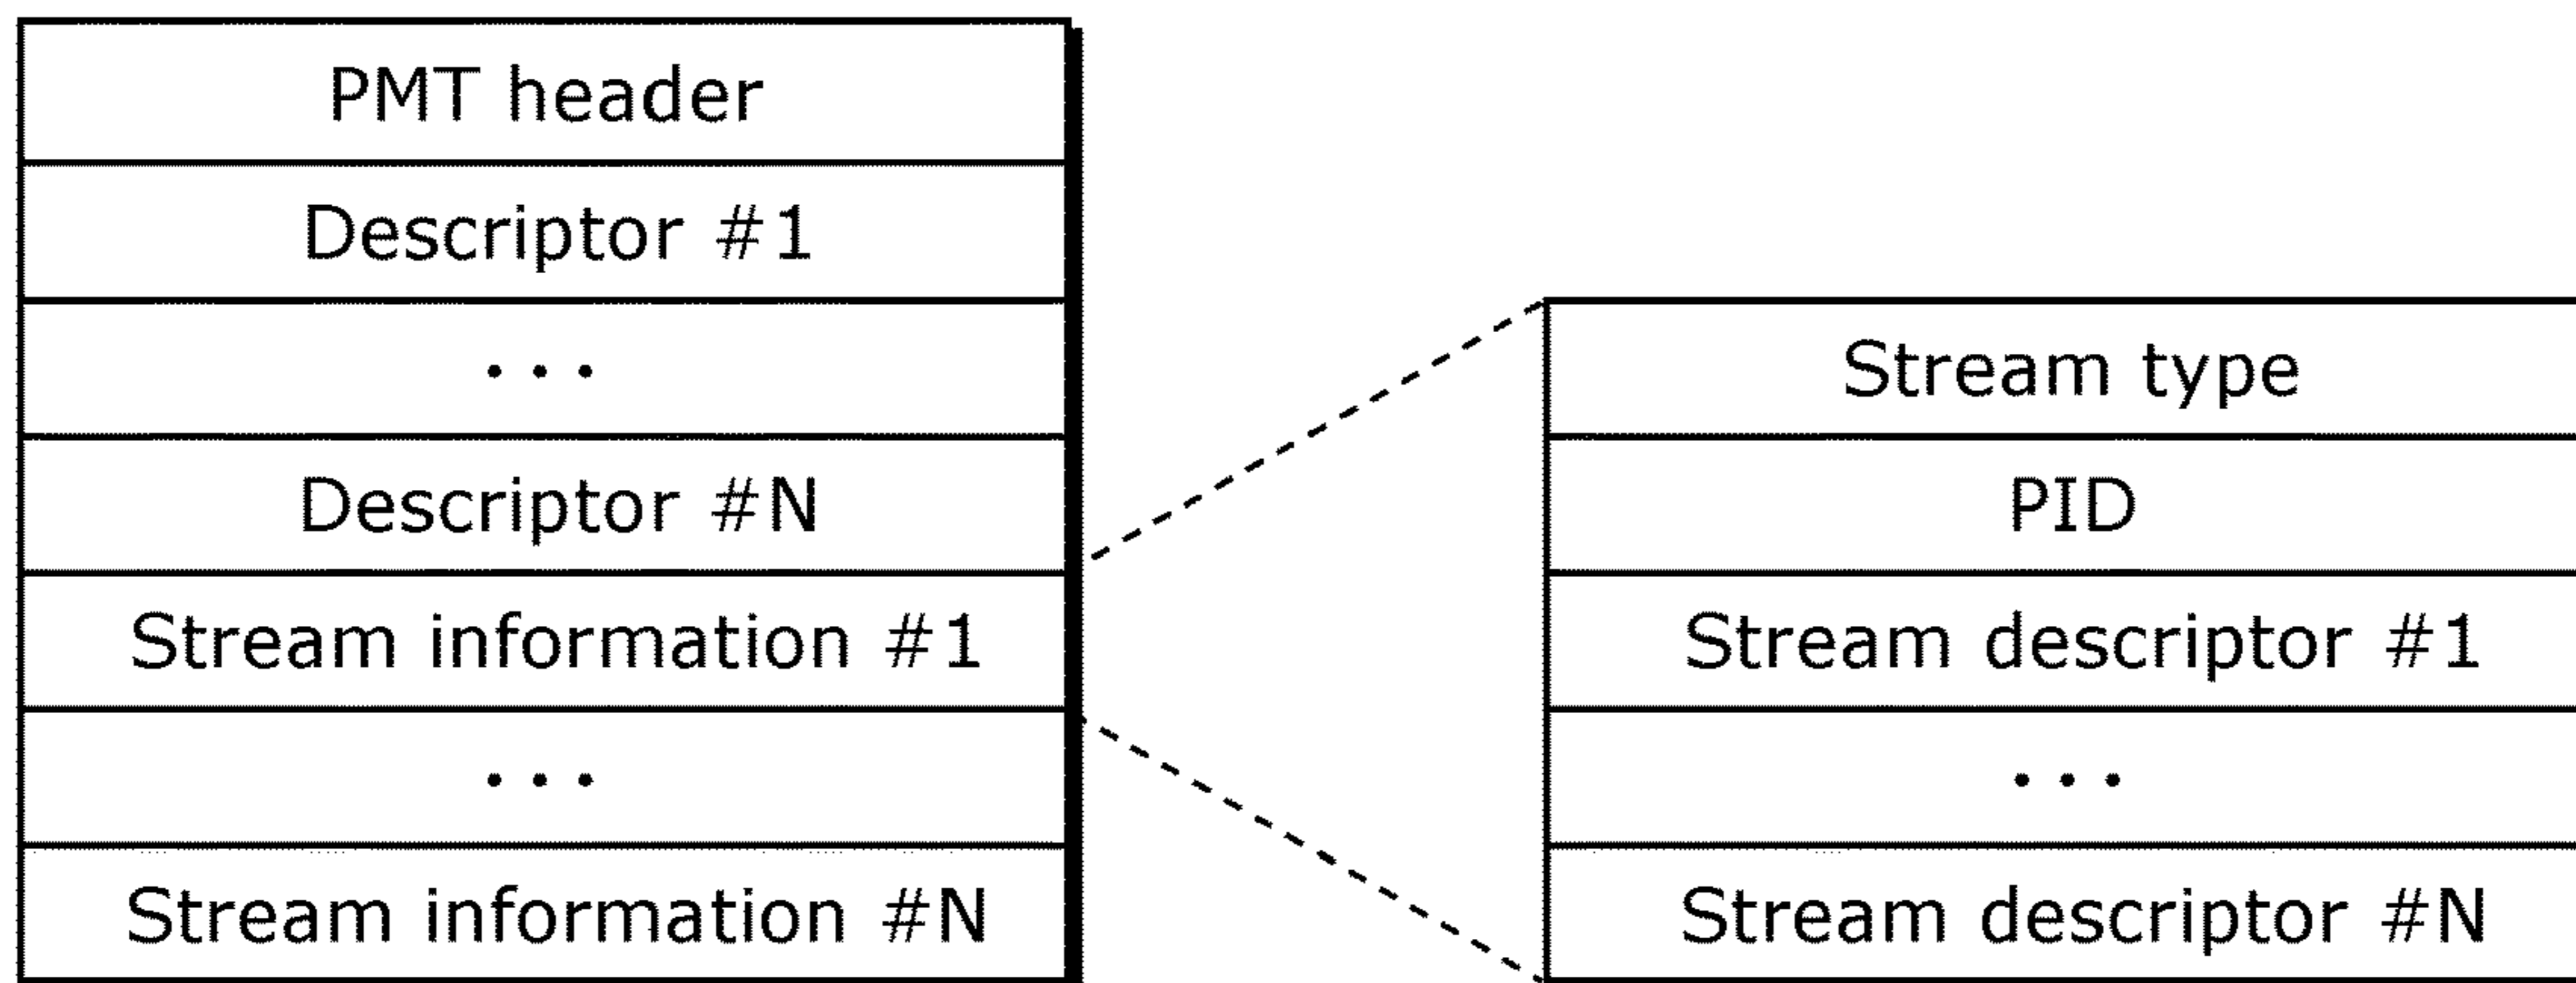 PMT header
Descriptor #1
...
Descriptor #N
Stream information #1
...
Stream information #N
Stream type
PID
Stream descriptor #1
...
Stream descriptor #N